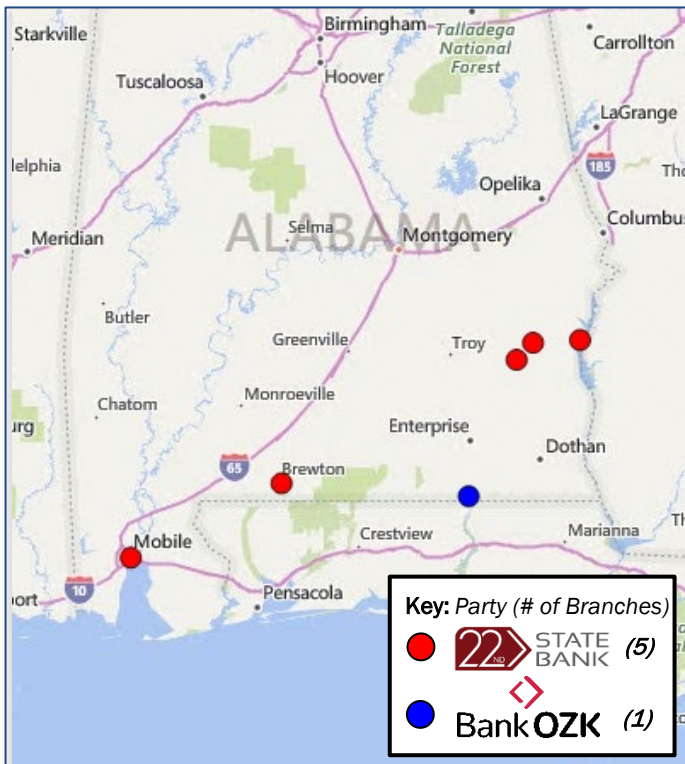 Starkville
Birmingham
Talladega
National
Forest
Carrollton
Hoover
Tuscaloosa
LaGrange
185
elphia
Opelika
Columbus
ALABAMA
Selma
Montgomery
Meridian
Butler
Greenville
Troy
Monroeville
Chatom
urg
Enterprise
Dothan
65
Brewton
Mobile
Crestview
Marianna
10
port
Pensacola
Key: Party (# of Branches)
22ND STATE BANK (5)
Bank OZK (1)